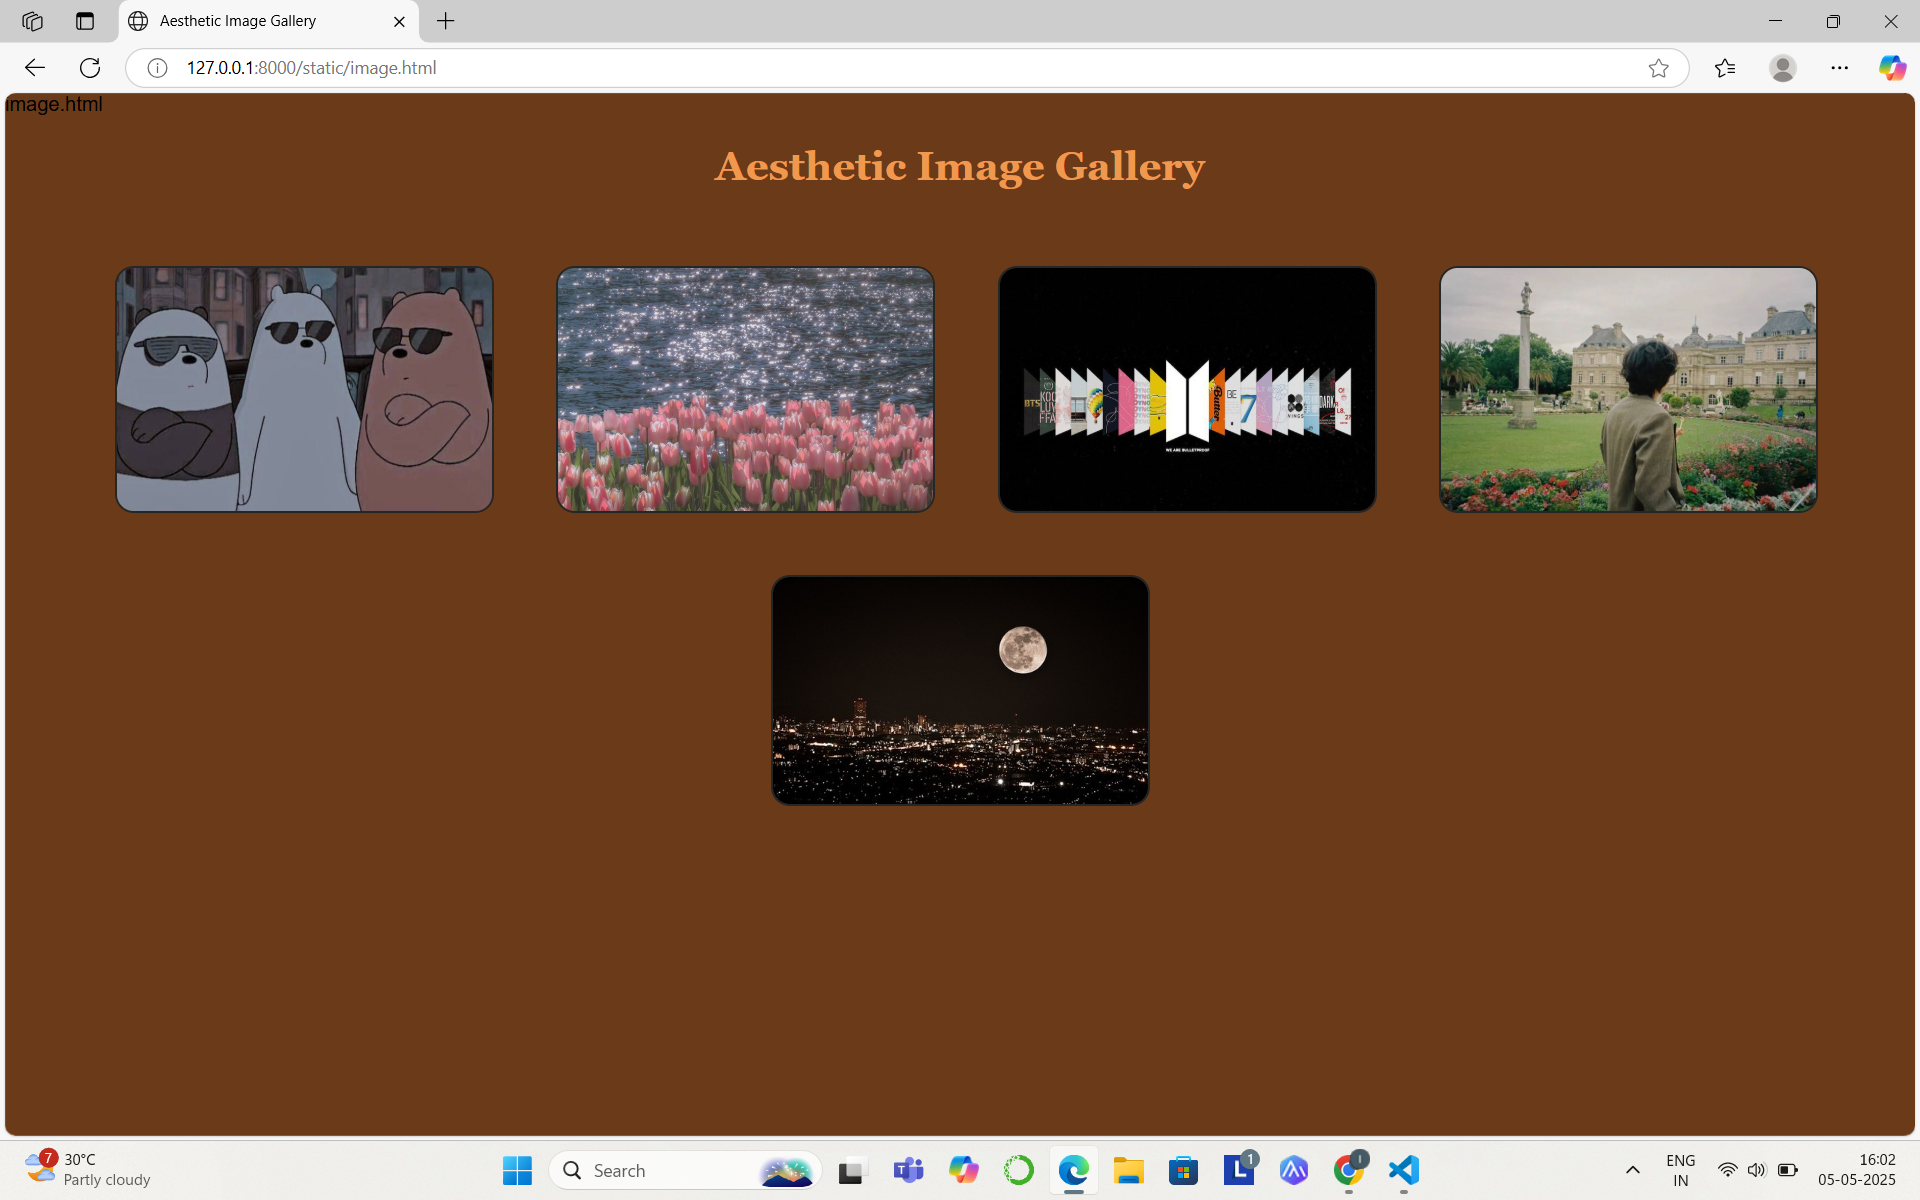 Aesthetic Image Gallery
127.0.0.1:8000/static/image.html
image.html
Aesthetic Image Gallery
BTS
BE
7
Butter
DARK
WE ARE BULLETPROOF
7
30°C
Partly cloudy
Search
1
ENG
IN
16:02
05-05-2025